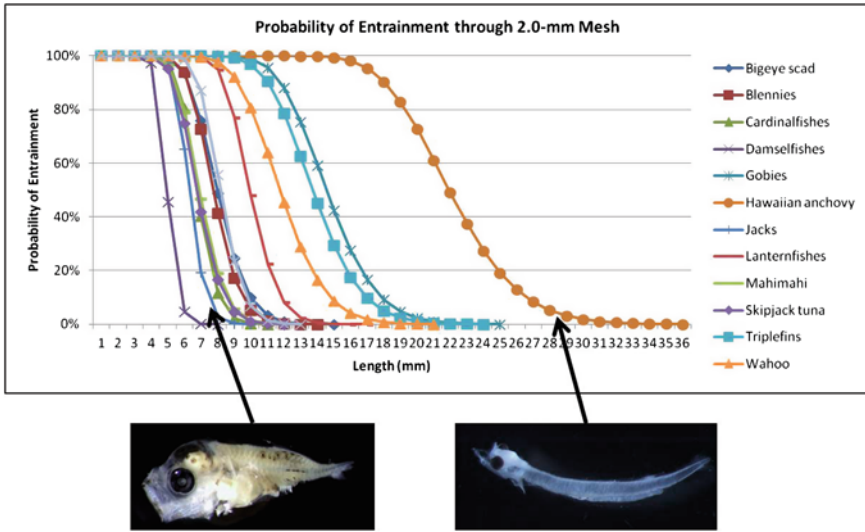 Probability of Entrainment through 2.0-mm Mesh
Probability of Entrainment
100%
80%
60%
40%
20%
0%
1 2 3 4 5 6 7 8 9 10 11 12 13 14 15 16 17 18 19 20 21 22 23 24 25 26 27 28 29 30 31 32 33 34 35 36
Length (mm)
Bigeye scad
Blennies
Cardinalfishes
Damselfishes
Gobies
Hawaiian anchovy
Jacks
Lanternfishes
Mahimahi
Skipjack tuna
Triplefins
Wahoo